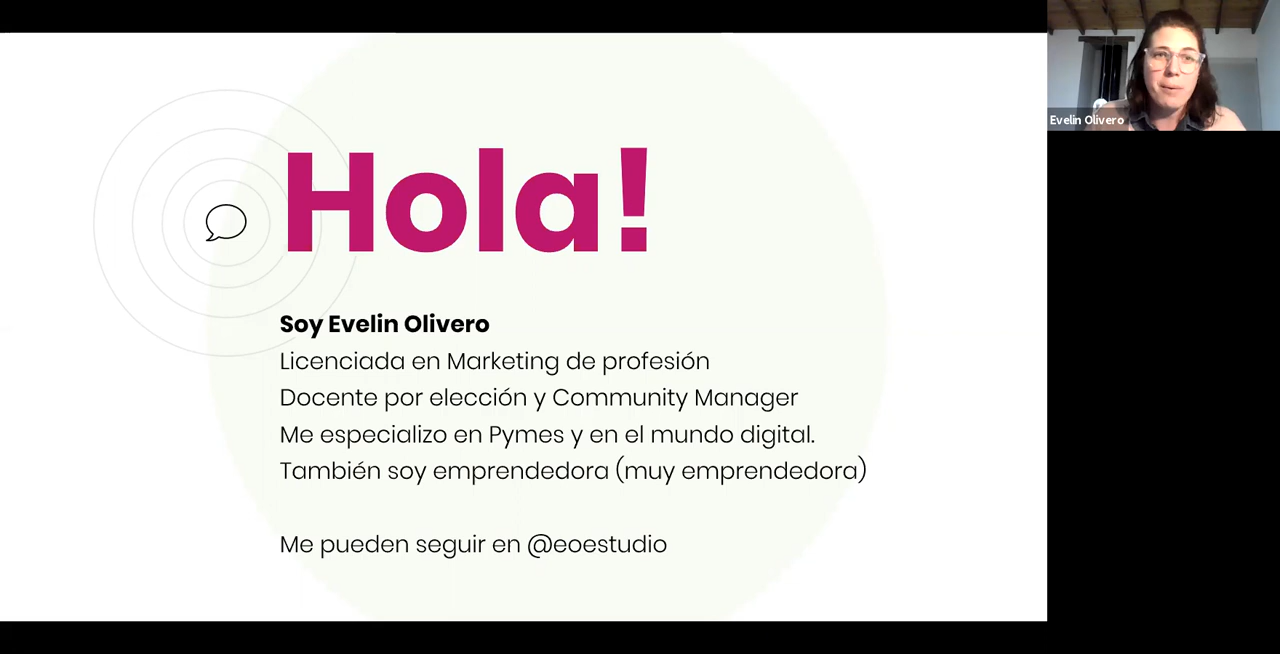 Hola!
Soy Evelin Olivero
Licenciada en Marketing de profesión
Docente por elección y Community Manager
Me especializo en Pymes y en el mundo digital.
También soy emprendedora (muy emprendedora)
Me pueden seguir en @eoestudio
Evelin Olivero